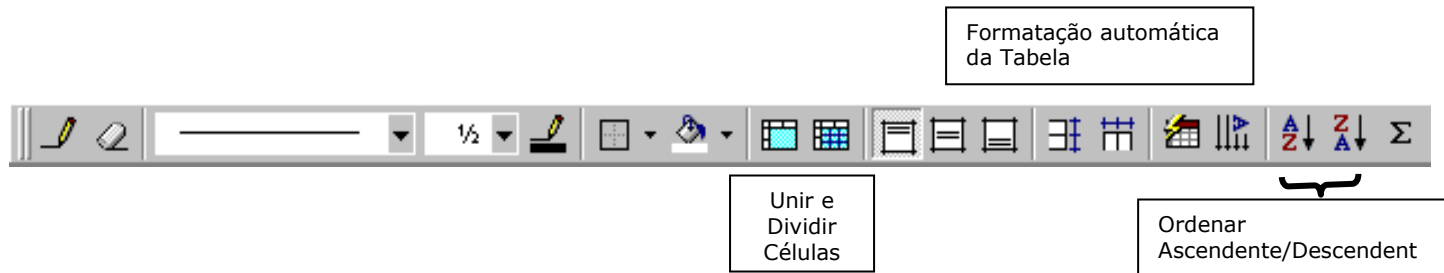 Formatação automática
da Tabela
½
Unir e
Dividir
Células
Ordenar
Ascendente/Descendent